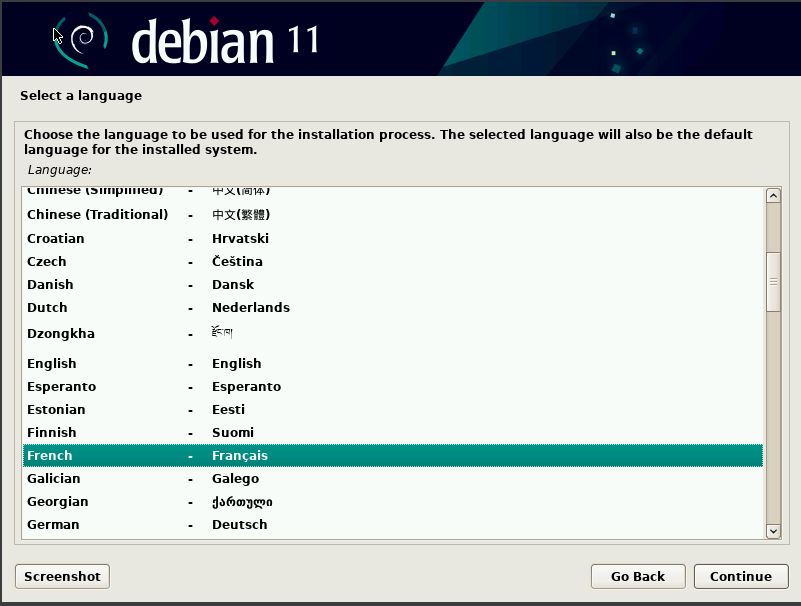 debian 11
Select a language
Choose the language to be used for the installation process. The selected language will also be the default
language for the installed system.
Language:
Chinese (Simplified) - 中文(简体)
Chinese (Traditional) - 中文(繁體)
Croatian - Hrvatski
Czech - Čeština
Danish - Dansk
Dutch - Nederlands
Dzongkha - རྫོང་ཁ།
English - English
Esperanto - Esperanto
Estonian - Eesti
Finnish - Suomi
French - Français
Galician - Galego
Georgian - ქართული
German - Deutsch
Screenshot Go Back Continue